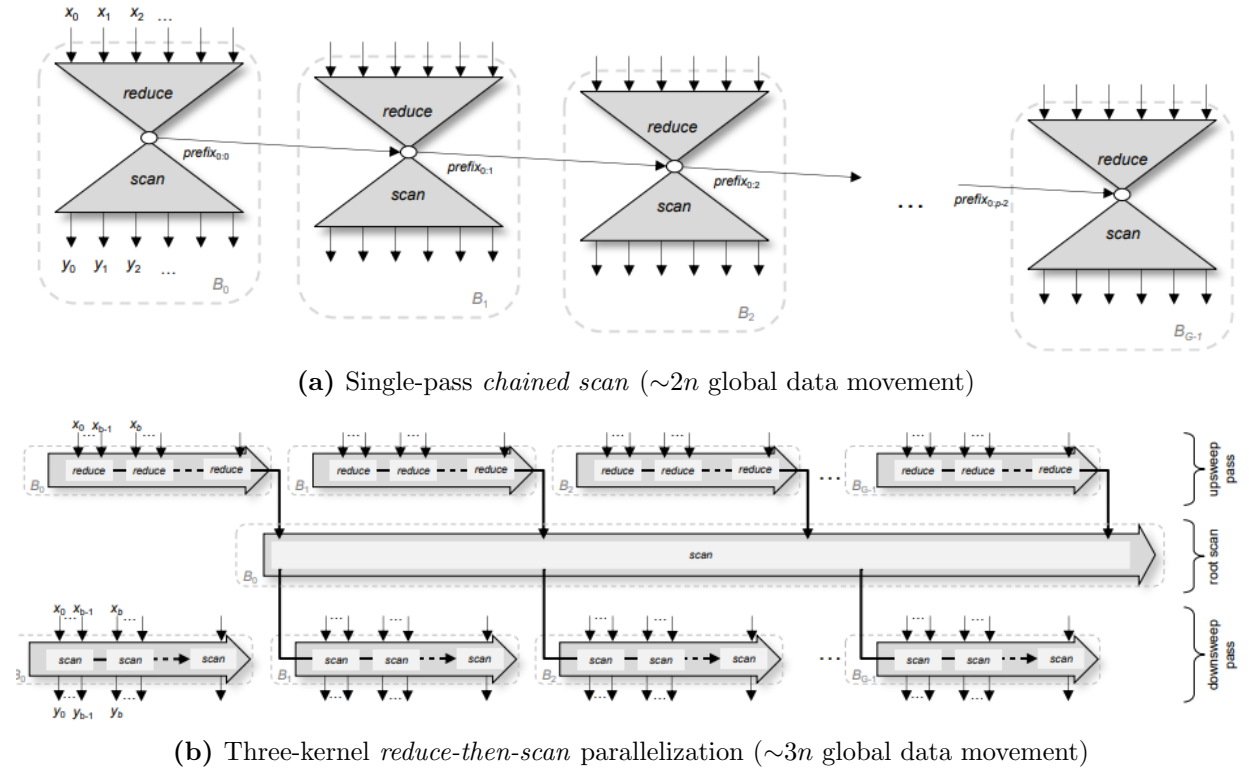 x0 x1 x2 ...
reduce reduce reduce reduce
prefix0:0 prefix0:1 prefix0:2 ... prefix0:p-2
scan scan scan scan
y0 y1 y2 ...
B0 B1 B2 BG-1
(a) Single-pass chained scan (~2n global data movement)
x0 ... xb-1 xb ... ... ... ... ... ... ...
reduce reduce reduce reduce reduce reduce reduce reduce reduce ... reduce reduce reduce
B0 B1 B2 BG-1
upsweep pass
scan
B0
root scan
x0 ... xb-1 xb ... ... ... ... ... ... ...
scan scan scan scan scan scan scan scan scan ... scan scan scan
B0 B1 B2 BG-1
... ... ... ... ... ... ... ...
y0 yb-1 yb
downsweep pass
(b) Three-kernel reduce-then-scan parallelization (~3n global data movement)